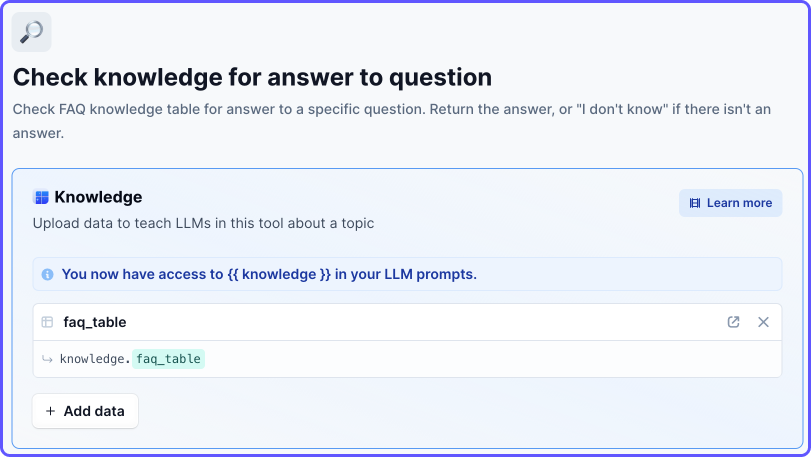 Check knowledge for answer to question
Check FAQ knowledge table for answer to a specific question. Return the answer, or "I don't know" if there isn't an
answer.
Knowledge
Learn more
Upload data to teach LLMs in this tool about a topic
You now have access to {{ knowledge }} in your LLM prompts.
faq_table
knowledge.faq_table
+ Add data